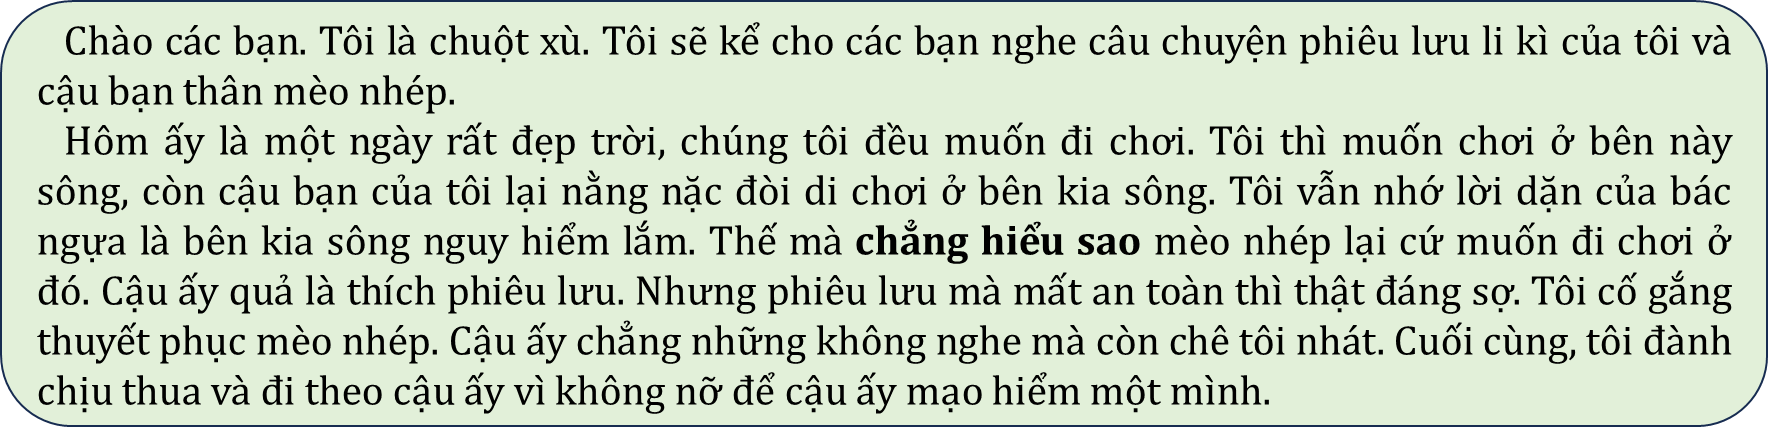 Chào các bạn. Tôi là chuột xù. Tôi sẽ kể cho các bạn nghe câu chuyện phiêu lưu li kì của tôi và
cậu bạn thân mèo nhép.
Hôm ấy là một ngày rất đẹp trời, chúng tôi đều muốn đi chơi. Tôi thì muốn chơi ở bên này
sông, còn cậu bạn của tôi lại nằng nặc đòi di chơi ở bên kia sông. Tôi vẫn nhớ lời dặn của bác
ngựa là bên kia sông nguy hiểm lắm. Thế mà chẳng hiểu sao mèo nhép lại cứ muốn đi chơi ở
đó. Cậu ấy quả là thích phiêu lưu. Nhưng phiêu lưu mà mất an toàn thì thật đáng sợ. Tôi cố gắng
thuyết phục mèo nhép. Cậu ấy chẳng những không nghe mà còn chê tôi nhát. Cuối cùng, tôi đành
chịu thua và đi theo cậu ấy vì không nỡ để cậu ấy mạo hiểm một mình.